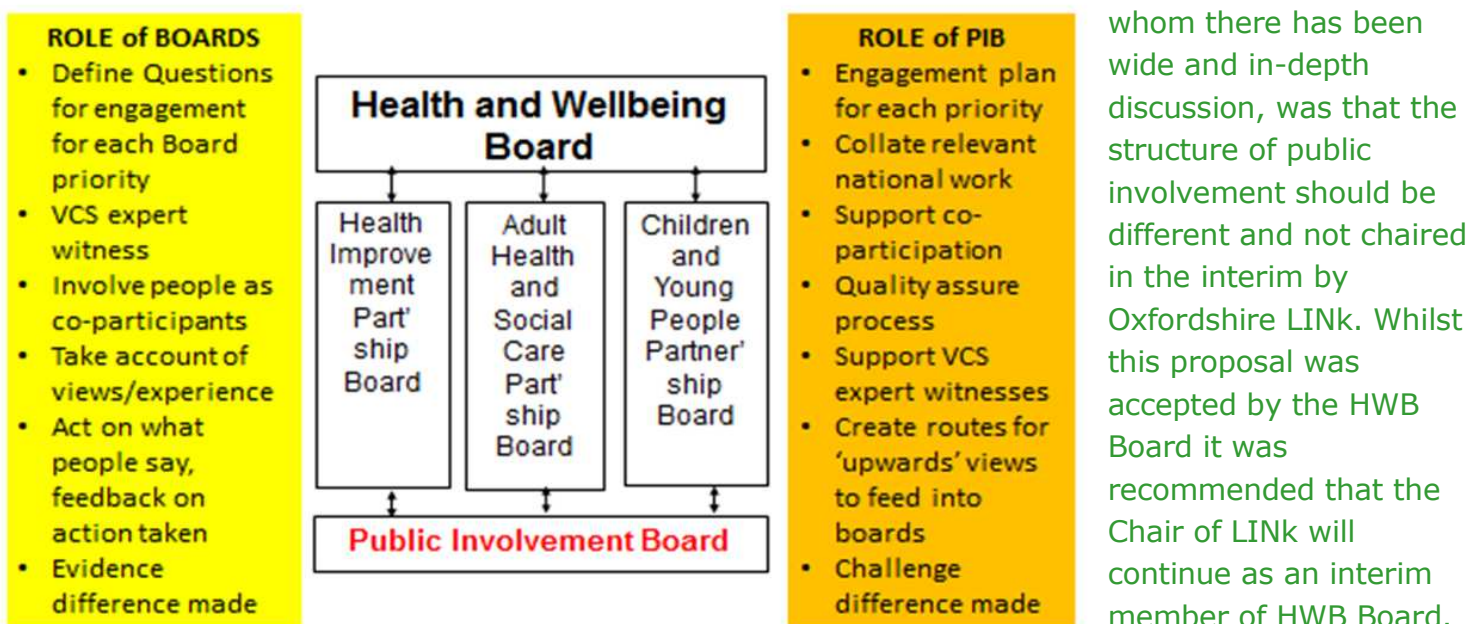 ROLE of BOARDS
• Define Questions
for engagement
for each Board
priority
• VCS expert
witness
• Involve people as
co-participants
• Take account of
views/experience
• Act on what
people say,
feedback on
action taken
• Evidence
difference made
Health and Wellbeing
Board
Health
Improve
ment
Part'
ship
Board
Adult
Health
and
Social
Care
Part'
ship
Board
Children
and
Young
People
Partner'
ship
Board
Public Involvement Board
ROLE of PIB
• Engagement plan
for each priority
• Collate relevant
national work
• Support co-
participation
• Quality assure
process
• Support VCS
expert witnesses
• Create routes for
‘upwards’ views
to feed into
boards
• Challenge
difference made
whom there has been
wide and in-depth
discussion, was that the
structure of public
involvement should be
different and not chaired
in the interim by
Oxfordshire LINk. Whilst
this proposal was
accepted by the HWB
Board it was
recommended that the
Chair of LINk will
continue as an interim
member of HWB Board.